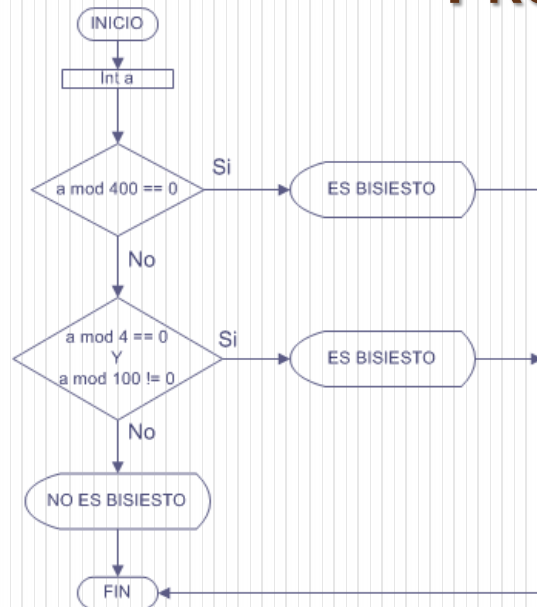 INICIO
Int a
a mod 400 == 0
Si
ES BISIESTO
No
a mod 4 == 0
Y
a mod 100 != 0
Si
ES BISIESTO
No
NO ES BISIESTO
FIN